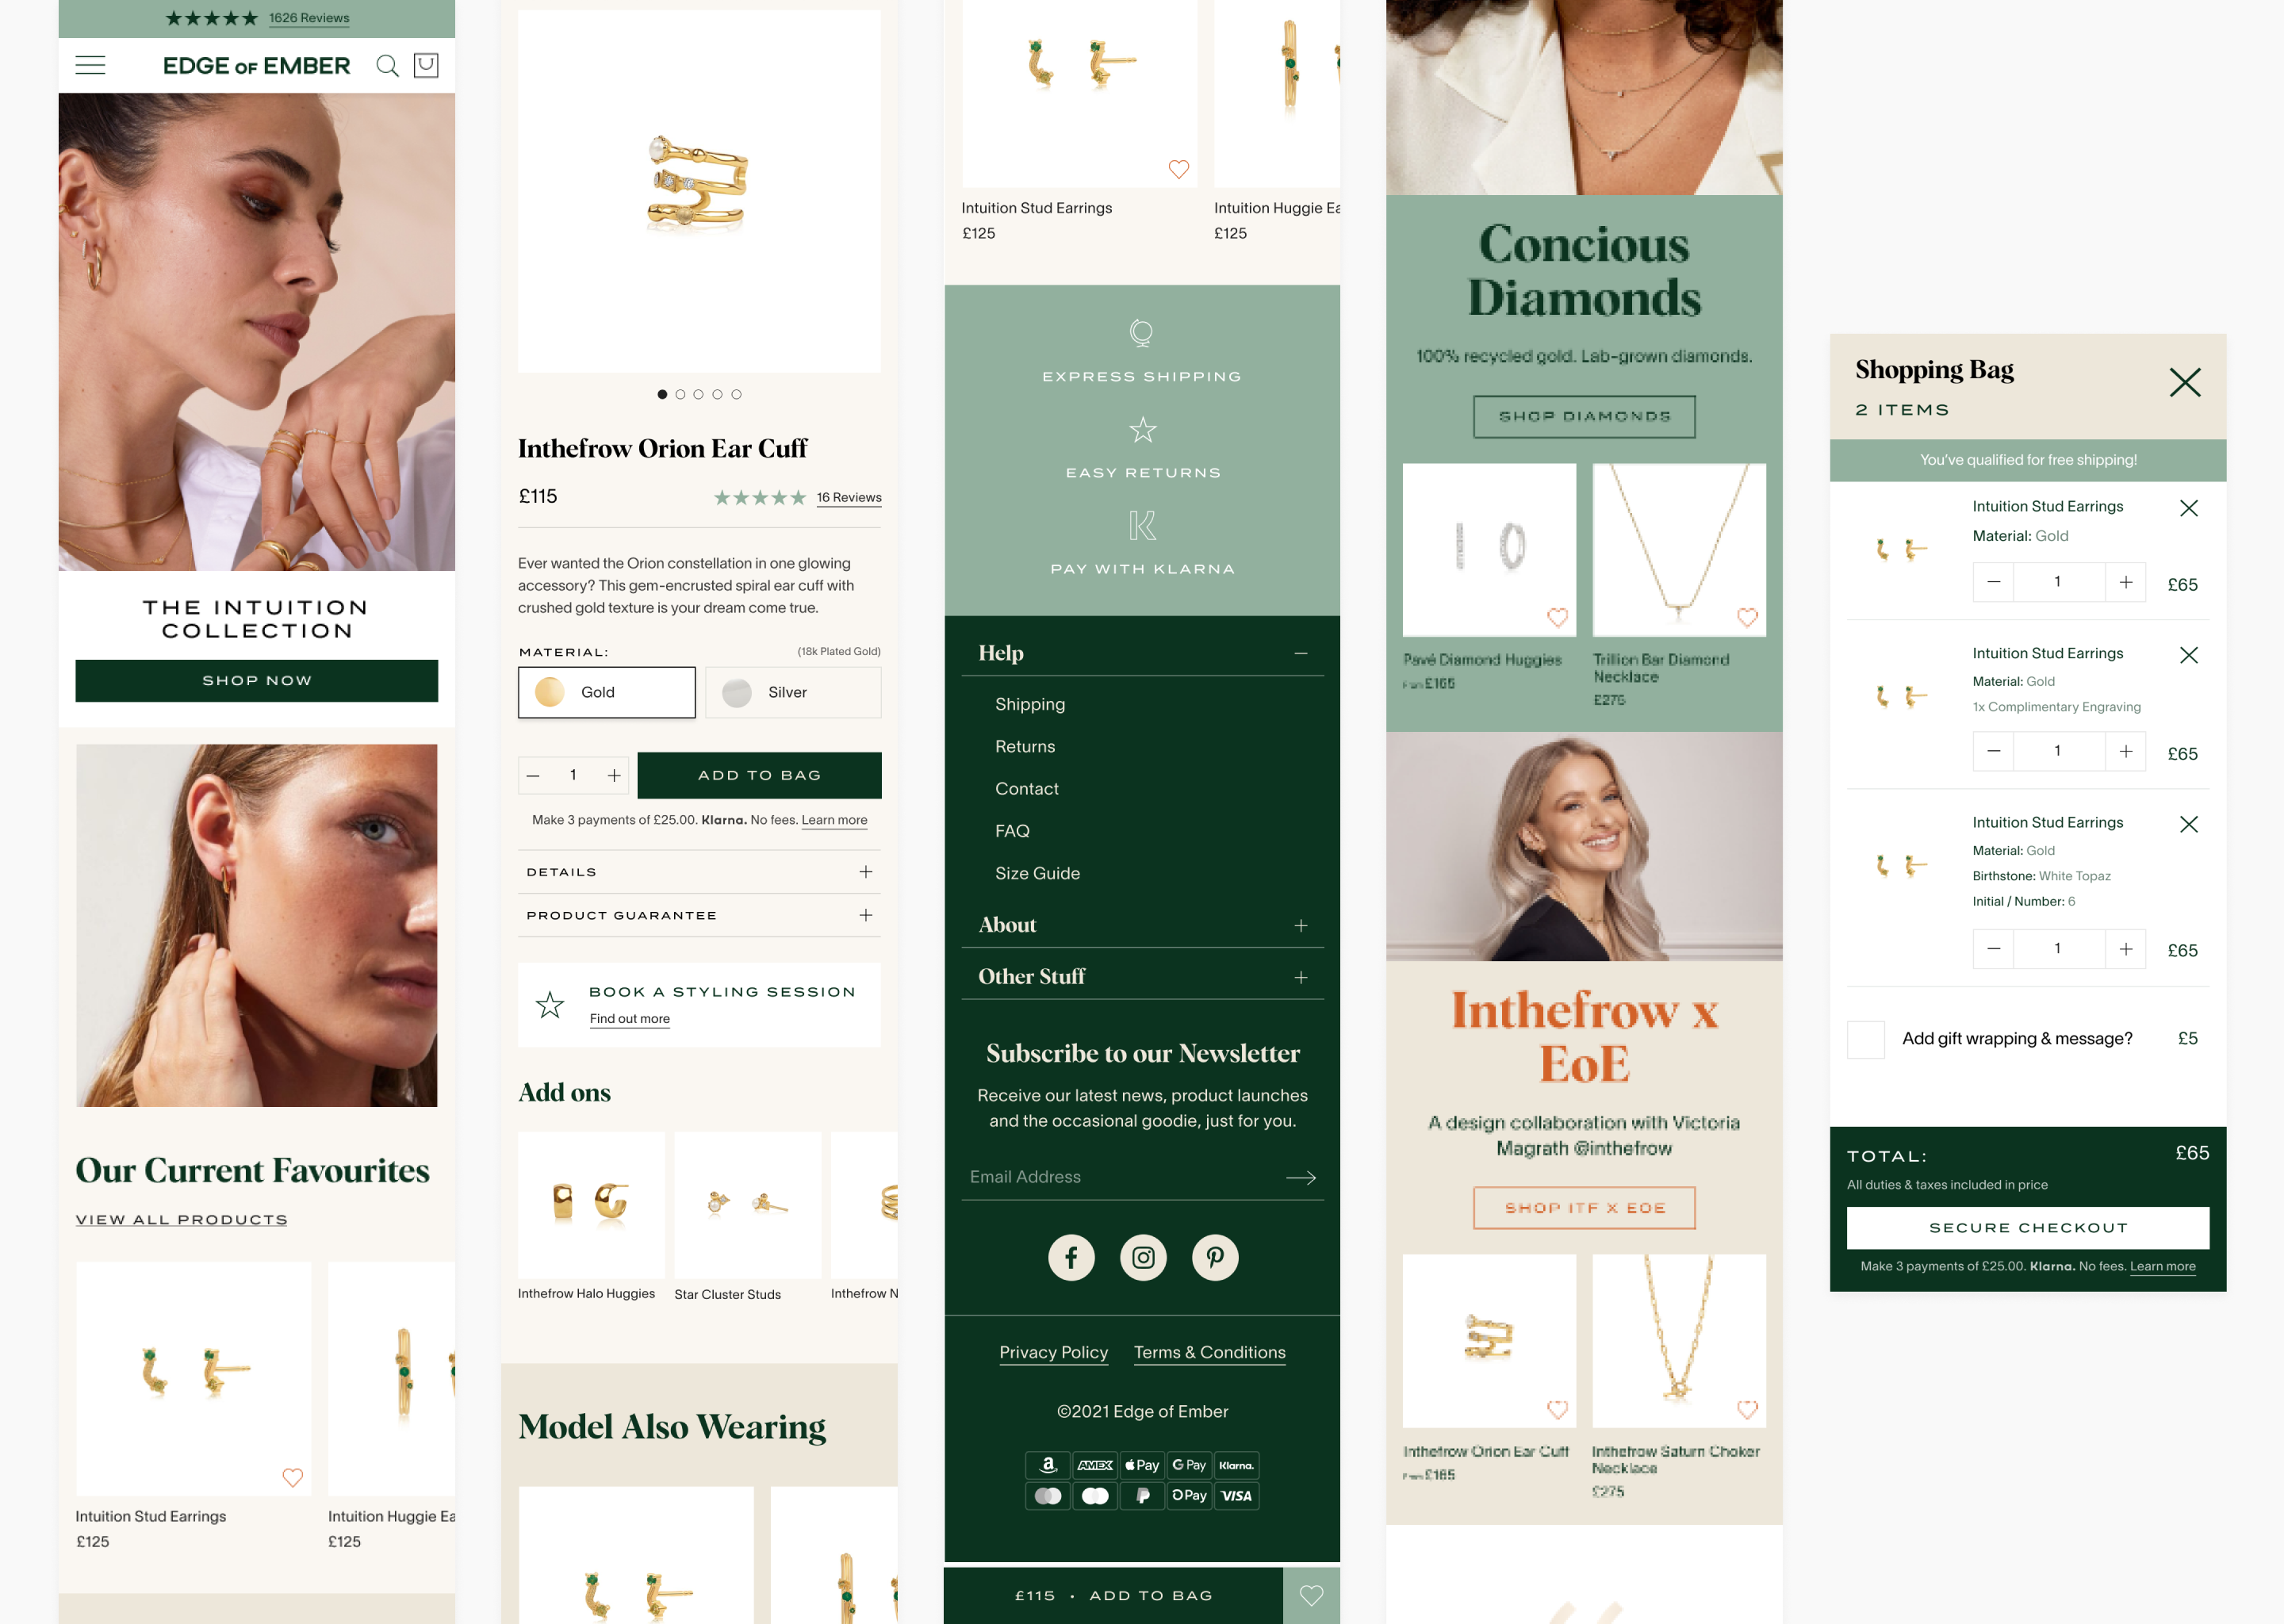 1626 Reviews
EDGE OF EMBER
THE INTUITION
COLLECTION
SHOP NOW
Our Current Favourites
VIEW ALL PRODUCTS
Intuition Stud Earrings
£125
Intuition Huggie Ea
£125
Inthefrow Orion Ear Cuff
£115
16 Reviews
Ever wanted the Orion constellation in one glowing
accessory? This gem-encrusted spiral ear cuff with
crushed gold texture is your dream come true.
MATERIAL:
(18k Plated Gold)
Gold
Silver
1
ADD TO BAG
Make 3 payments of £25.00. Klarna. No fees. Learn more
DETAILS
PRODUCT GUARANTEE
BOOK A STYLING SESSION
Find out more
Add ons
Inthefrow Halo Huggies
Star Cluster Studs
Inthefrow N
Model Also Wearing
Intuition Stud Earrings
£125
Intuition Huggie Ea
£125
EXPRESS SHIPPING
EASY RETURNS
PAY WITH KLARNA
Help
Shipping
Returns
Contact
FAQ
Size Guide
About
Other Stuff
Subscribe to our Newsletter
Receive our latest news, product launches
and the occasional goodie, just for you.
Email Address
Privacy Policy
Terms & Conditions
©2021 Edge of Ember
a AMEX Pay G Pay Klarna.
P OPay VISA
£115 • ADD TO BAG
Concious
Diamonds
100% recycled gold. Lab-grown diamonds.
SHOP DIAMONDS
Pavé Diamond Huggies
From £165
Trillion Bar Diamond
Necklace
£275
Inthefrow x
EoE
A design collaboration with Victoria
Magrath @inthefrow
SHOP ITF X EOE
Inthefrow Orion Ear Cuff
From £165
Inthefrow Saturn Choker
Necklace
£275
Shopping Bag
2 ITEMS
You've qualified for free shipping!
Intuition Stud Earrings
Material: Gold
1
£65
Intuition Stud Earrings
Material: Gold
1x Complimentary Engraving
1
£65
Intuition Stud Earrings
Material: Gold
Birthstone: White Topaz
Initial / Number: 6
1
£65
Add gift wrapping & message?
£5
TOTAL:
£65
All duties & taxes included in price
SECURE CHECKOUT
Make 3 payments of £25.00. Klarna. No fees. Learn more